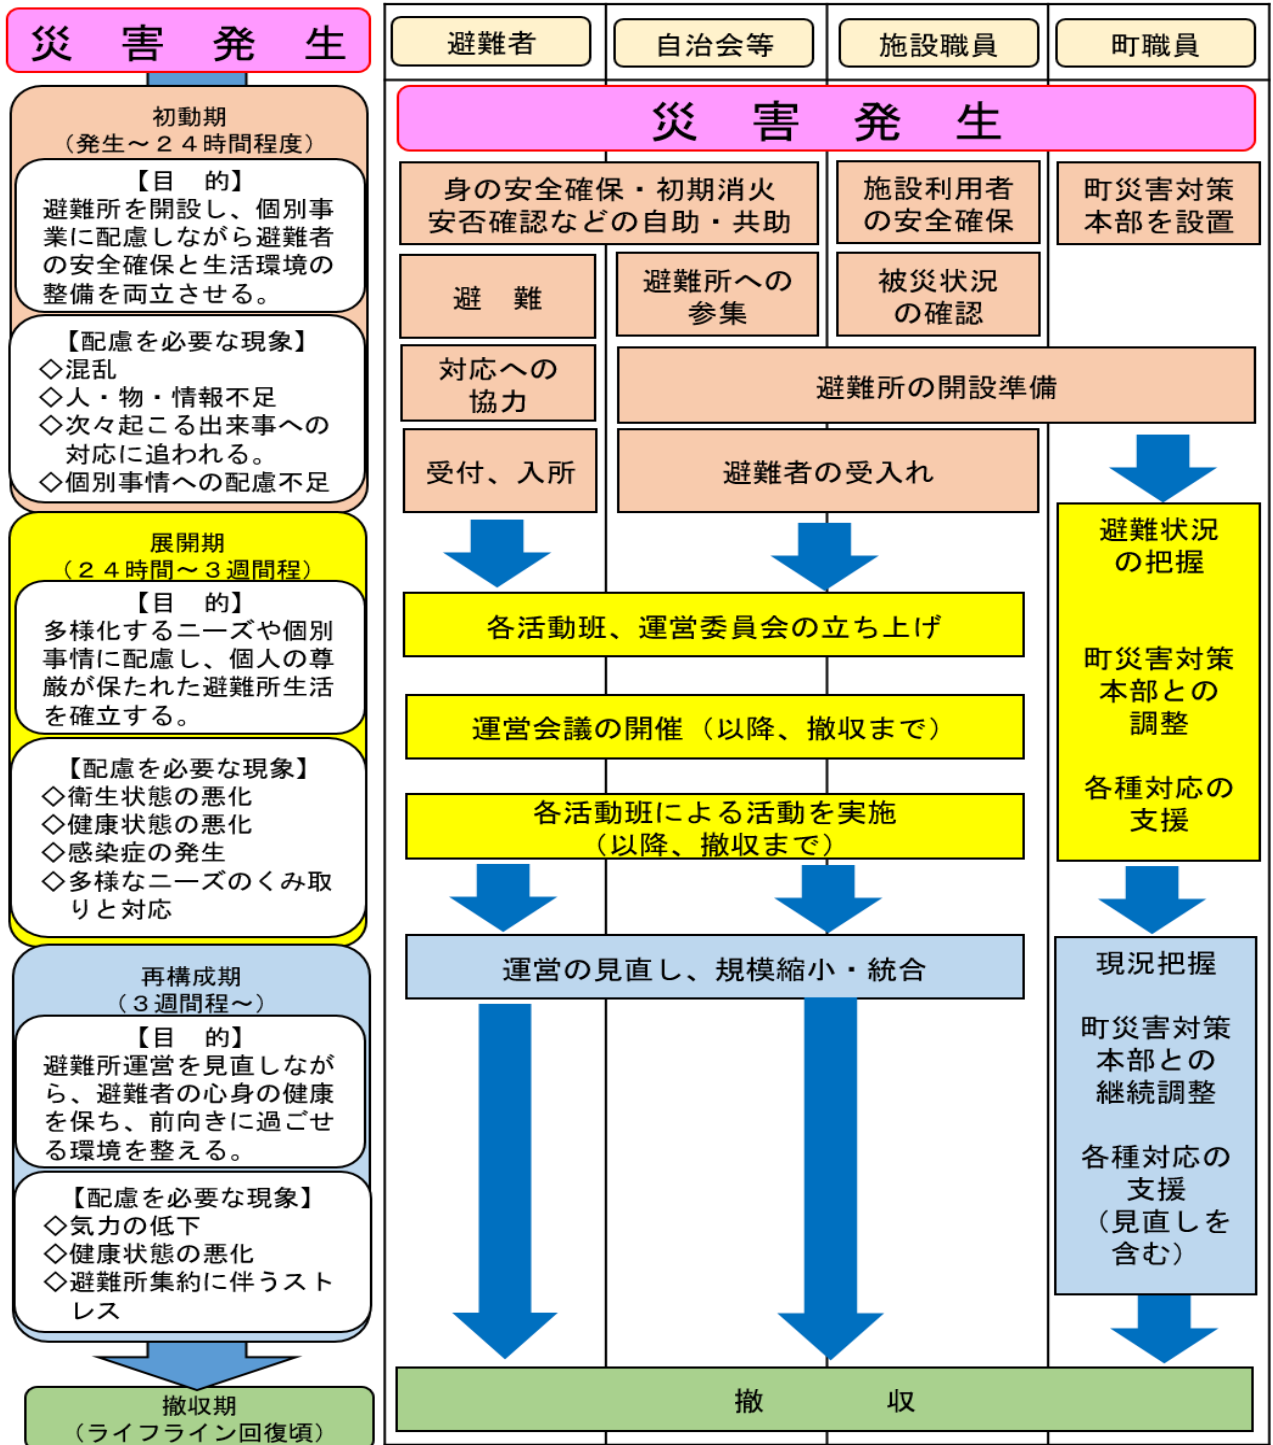 災 害 発 生
初動期
（発生～２４時間程度）
【目　的】
避難所を開設し、個別事
業に配慮しながら避難者
の安全確保と生活環境の
整備を両立させる。
【配慮を必要な現象】
◇混乱
◇人・物・情報不足
◇次々起こる出来事への
対応に追われる。
◇個別事情への配慮不足
展開期
（２４時間～３週間程）
【目　的】
多様化するニーズや個別
事情に配慮し、個人の尊
厳が保たれた避難所生活
を確立する。
【配慮を必要な現象】
◇衛生状態の悪化
◇健康状態の悪化
◇感染症の発生
◇多様なニーズのくみ取
りと対応
再構成期
（３週間程～）
【目　的】
避難所運営を見直しなが
ら、避難者の心身の健康
を保ち、前向きに過ごせ
る環境を整える。
【配慮を必要な現象】
◇気力の低下
◇健康状態の悪化
◇避難所集約に伴うスト
レス
撤収期
（ライフライン回復頃）
避難者
自治会等
施設職員
町職員
災 害 発 生
身の安全確保・初期消火
安否確認などの自助・共助
施設利用者
の安全確保
町災害対策
本部を設置
避　難
避難所への
参集
被災状況
の確認
対応への
協力
避難所の開設準備
受付、入所
避難者の受入れ
避難状況
の把握
町災害対策
本部との
調整
各種対応の
支援
各活動班、運営委員会の立ち上げ
運営会議の開催（以降、撤収まで）
各活動班による活動を実施
（以降、撤収まで）
運営の見直し、規模縮小・統合
現況把握
町災害対策
本部との
継続調整
各種対応の
支援
（見直しを
含む）
撤　収